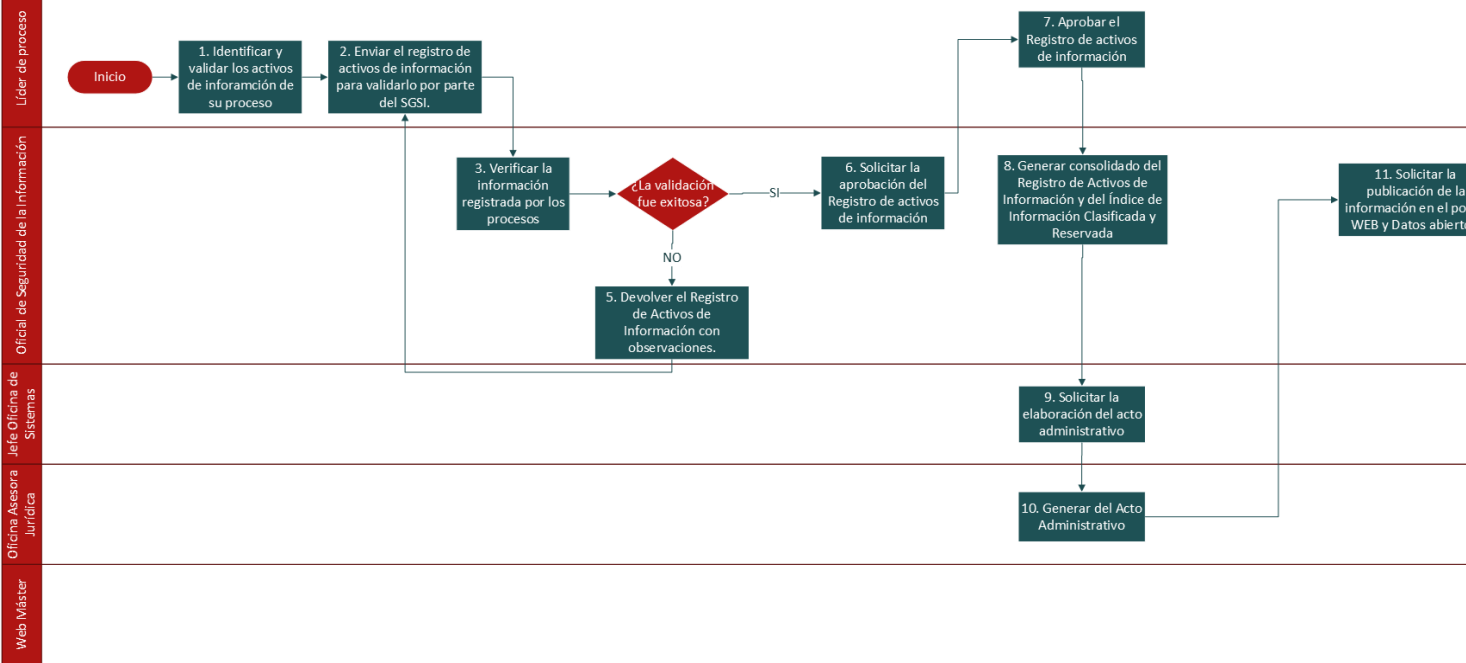 Líder de proceso
Inicio
1. Identificar y
validar los activos
de inforamción de
su proceso
2. Enviar el registro de
activos de información
para validarlo por parte
del SGSI.
7. Aprobar el
Registro de activos
de información
Oficial de Seguridad de la Información
3. Verificar la
información
registrada por los
procesos
¿La validación
fue exitosa?
SI
NO
5. Devolver el Registro
de Activos de
Información con
observaciones.
6. Solicitar la
aprobación del
Registro de activos
de información
8. Generar consolidado del
Registro de Activos de
Información y del Índice de
Información Clasificada y
Reservada
11. Solicitar la
publicación de la
información en el
WEB y Datos
Jefe Oficina de
Sistemas
9. Solicitar la
elaboración del acto
administrativo
Oficina Asesora
Jurídica
10. Generar del Acto
Administrativo
Web Máster